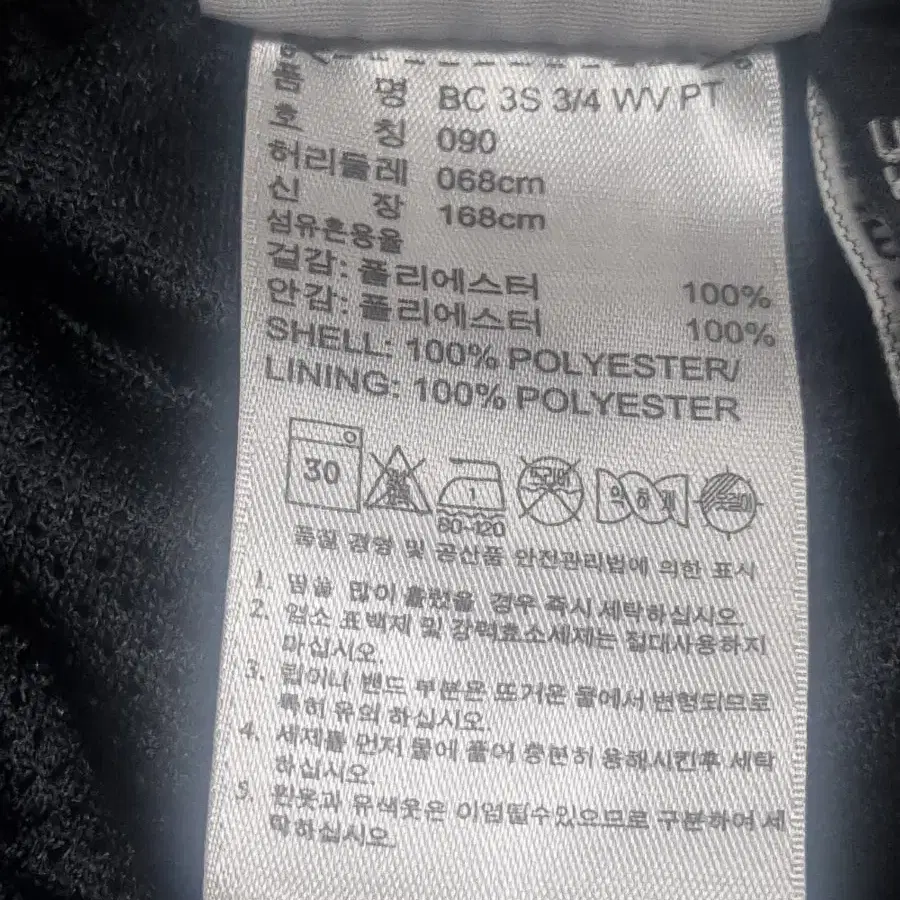 품 명 BC 3S 3/4 WV PT
호 칭 090
허리둘레 068cm
신 장 168cm
섬유혼용율
겉감: 폴리에스터 100%
안감: 폴리에스터 100%
SHELL: 100% POLYESTER/
LINING: 100% POLYESTER
30
1
80~120
드라이
약하게
품질 경영 및 공산품 안전관리법에 의한 표시
1. 땀을 많이 흘렸을 경우 즉시 세탁하십시오.
2. 염소 표백제 및 강력효소세제는 절대사용하지
마십시오.
3. 립이나 밴드 부분은 뜨거운 물에서 변형되므로
특히 유의 하십시오.
4. 세제를 먼저 물에 풀어 충분히 용해시킨후 세탁
하십시오.
5. 흰옷과 유색옷은 이염될수있으므로 구분하여 세
탁하십시오.